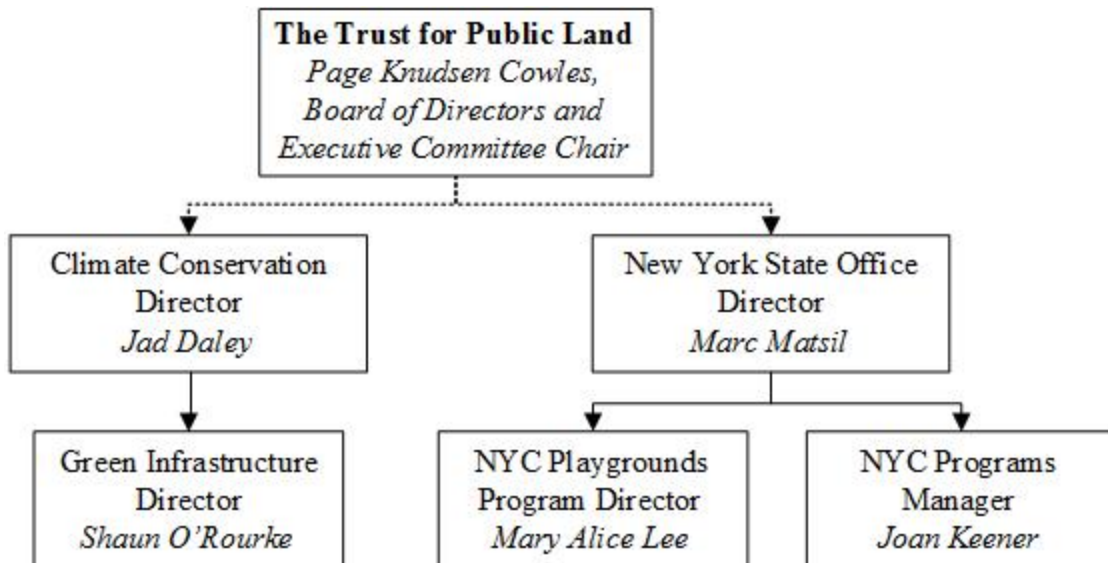 The Trust for Public Land
Page Knudsen Cowles,
Board of Directors and
Executive Committee Chair
Climate Conservation
Director
Jad Daley
New York State Office
Director
Marc Matsil
Green Infrastructure
Director
Shaun O'Rourke
NYC Playgrounds
Program Director
Mary Alice Lee
NYC Programs
Manager
Joan Keener